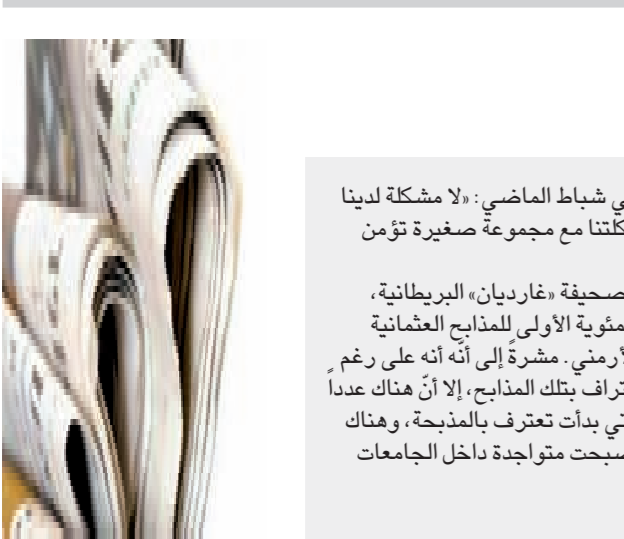 ي شباط الماضي: «لا مشكلة لدينا
كلتنا مع مجموعة صغيرة تؤمن
صحيفة «غارديان» البريطانية،
مئوية الأولى للمذابح العثمانية
لأرمني. مشرةً إلى أنّه أنه على رغم
تراف بتلك المذابح، إلا أنّ هناك عدداً
تي بدأت تعترف بالمذبحة، وهناك
صبحت متواجدة داخل الجامعات